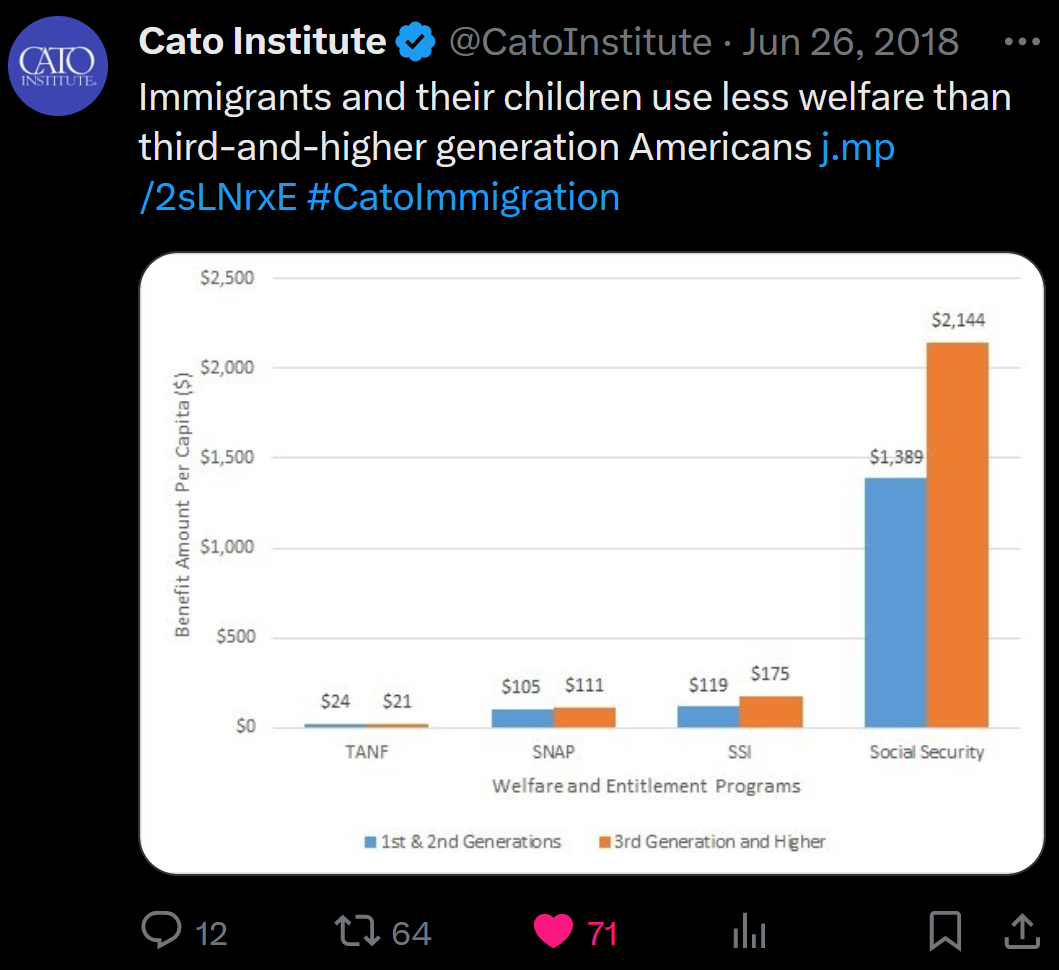 CATO
INSTITUTE
Cato Institute @CatoInstitute · Jun 26, 2018
Immigrants and their children use less welfare than
third-and-higher generation Americans j.mp
/2sLNrxE #CatoImmigration
$2,500
$2,000
$1,500
$1,000
$500
$0
Benefit Amount Per Capita ($)
$24 $21
$105 $111
$119 $175
$1,389 $2,144
TANF SNAP SSI Social Security
Welfare and Entitlement Programs
1st & 2nd Generations 3rd Generation and Higher
12 64 71